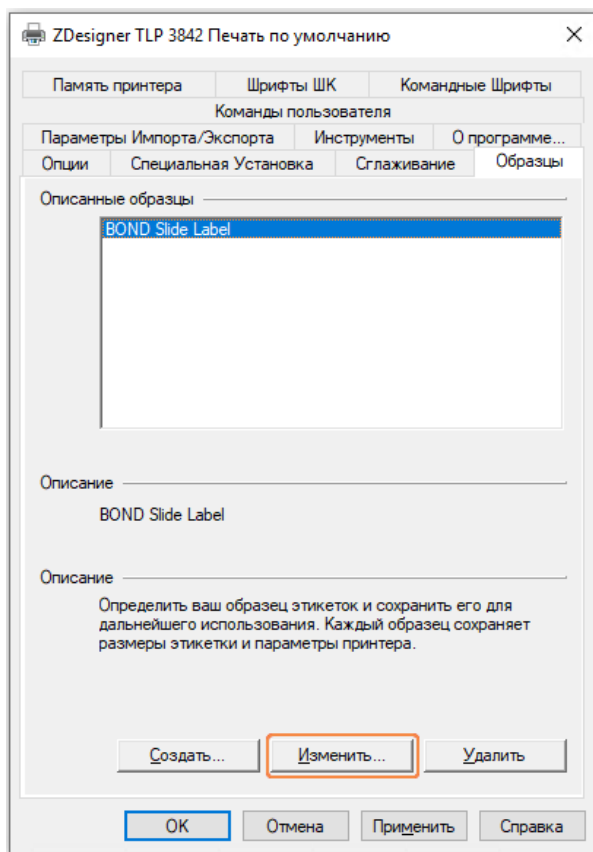 ZDesigner TLP 3842 Печать по умолчанию
Память принтера Шрифты ШК Командные Шрифты
Команды пользователя
Параметры Импорта/Экспорта Инструменты О программе...
Опции Специальная Установка Сглаживание Образцы
Описанные образцы
BOND Slide Label
Описание
BOND Slide Label
Описание
Определить ваш образец этикеток и сохранить его для
дальнейшего использования. Каждый образец сохраняет
размеры этикетки и параметры принтера.
Создать... Изменить... Удалить
OK Отмена Применить Справка